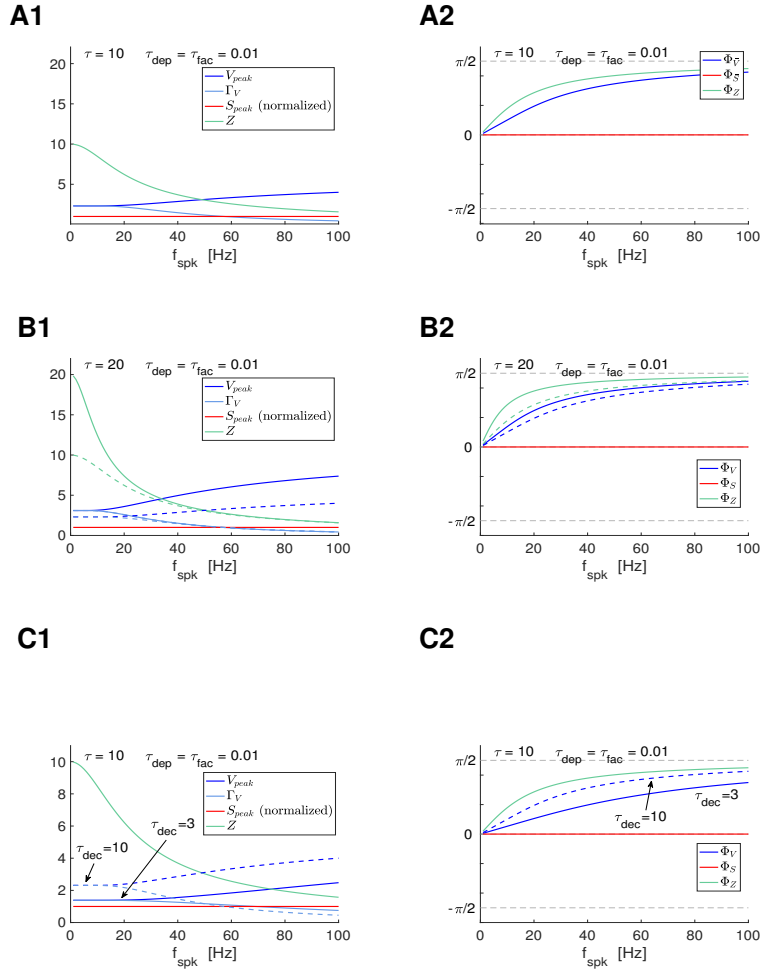 A1
A2
τ = 10 τdep = τfac = 0.01
20
15
10
5
Vpeak
ΓV
Speak (normalized)
Z
0 20 40 60 80 100
fspk [Hz]
τ = 10 τdep = τfac = 0.01
π/2
0
-π/2
ΦV
ΦS
ΦZ
0 20 40 60 80 100
fspk [Hz]
B1
B2
τ = 20 τdep = τfac = 0.01
20
15
10
5
0
Vpeak
ΓV
Speak (normalized)
Z
0 20 40 60 80 100
fspk [Hz]
τ = 20 τdep = τfac = 0.01
π/2
0
-π/2
ΦV
ΦS
ΦZ
0 20 40 60 80 100
fspk [Hz]
C1
C2
τ = 10 τdep = τfac = 0.01
10
8
6
4
2
0
Vpeak
ΓV
Speak (normalized)
Z
τdec=10
τdec=3
0 20 40 60 80 100
fspk [Hz]
τ = 10 τdep = τfac = 0.01
π/2
0
-π/2
τdec=3
τdec=10
ΦV
ΦS
ΦZ
0 20 40 60 80 100
fspk [Hz]